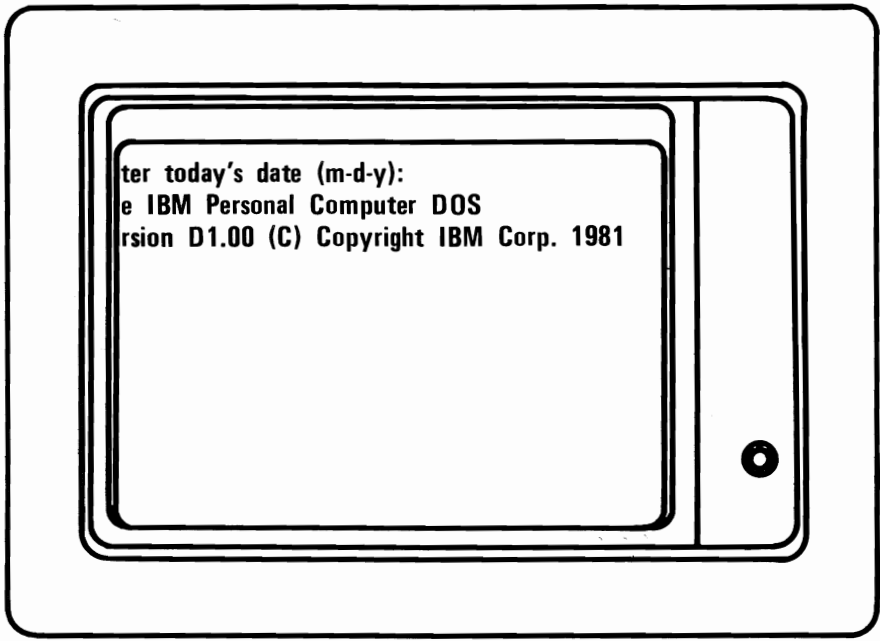 ter today's date (m-d-y):
e IBM Personal Computer DOS
rsion D1.00 (C) Copyright IBM Corp. 1981